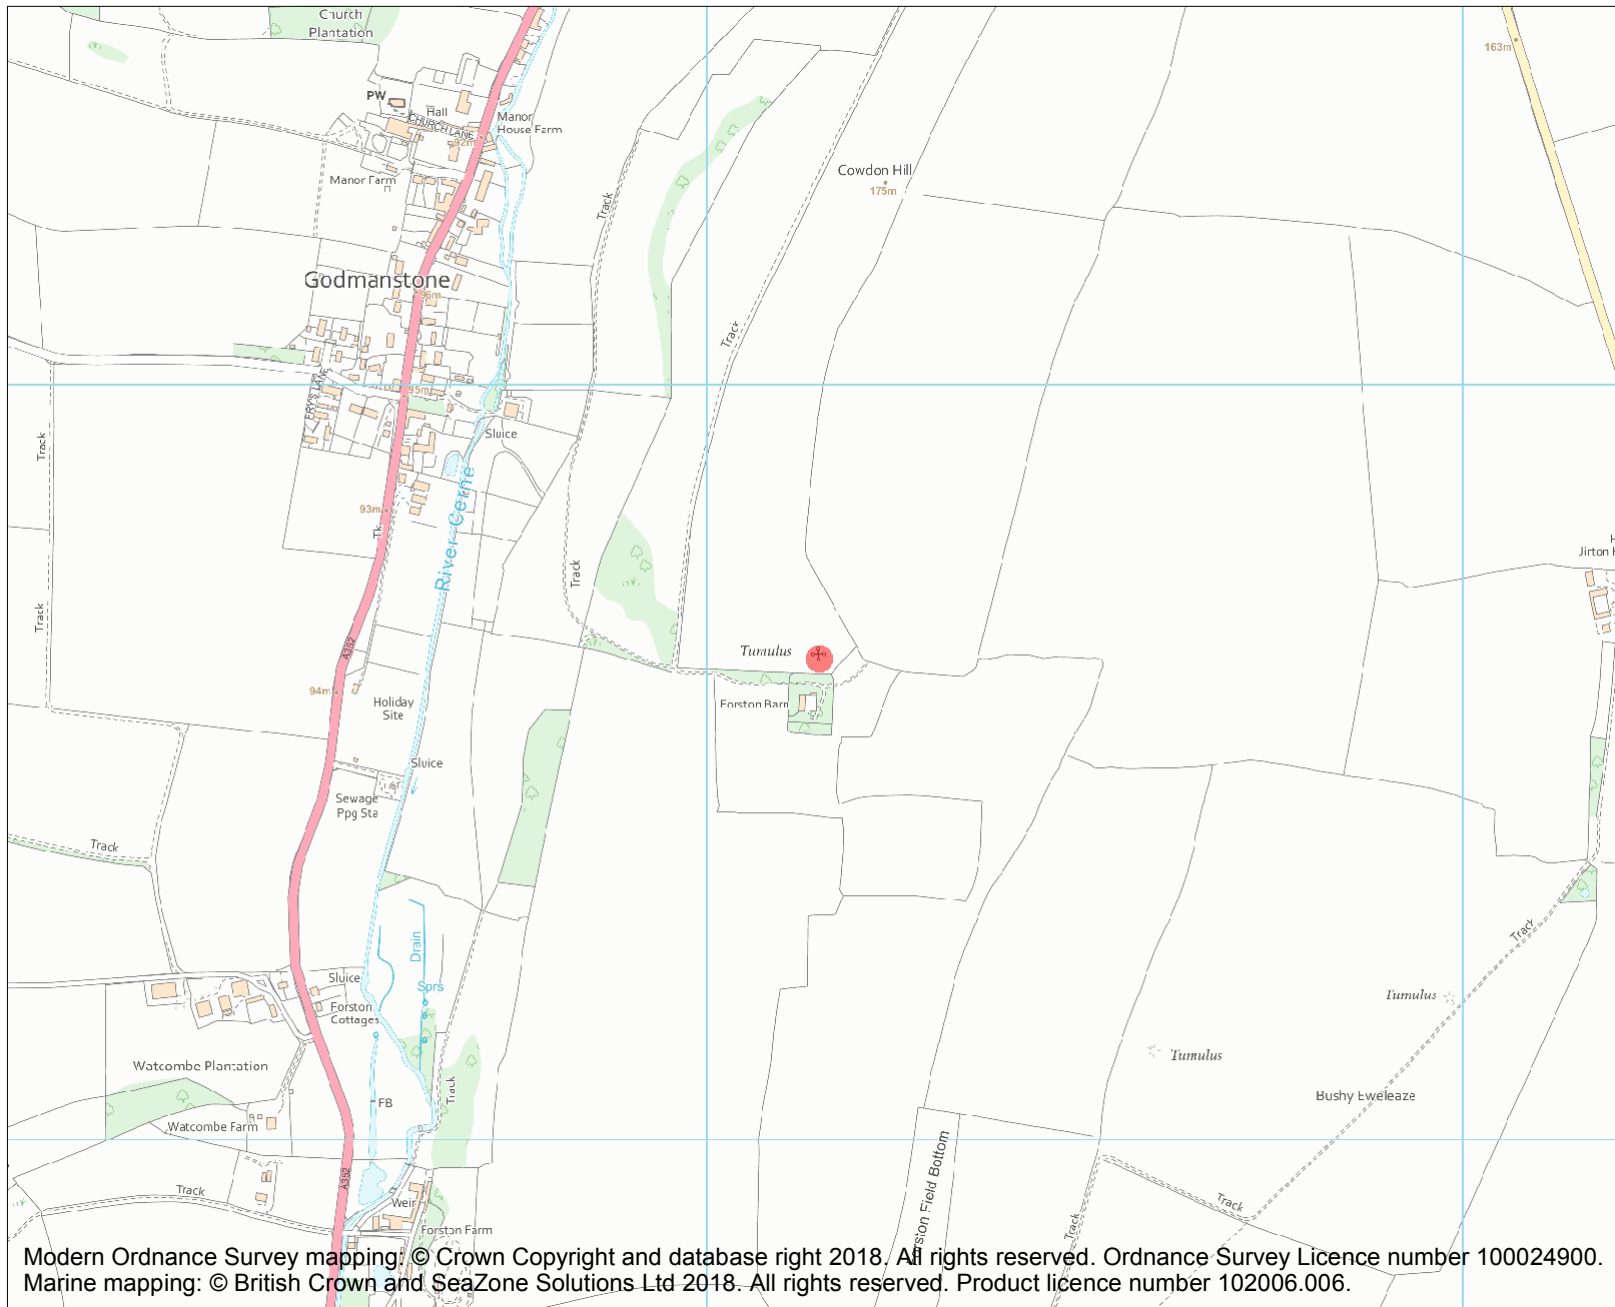 Church
Plantation
163m
PW
Hall
CHURCH LANE
Manor
House Farm
92m
Cowdon Hill
175m
Manor Farm
Track
Godmanstone
96m
Track
FRYS LANE
95m
Track
Sluice
River Cerne
93m
Tk
Track
Jirton
Track
A352
Tumulus
94m
Holiday
Site
Forston Barn
Sluice
Sewage
Ppg Sta
Track
Track
Drain
Sluice
Sprs
Tumulus
Forston
Cottages
Tumulus
Watcombe Plantation
Track
FB
Bushy Eweleaze
Watcombe Farm
Forston Field Bottom
A352
Track
Weir
Track
Track
Forston Farm
Modern Ordnance Survey mapping: © Crown Copyright and database right 2018. All rights reserved. Ordnance Survey Licence number 100024900.
Marine mapping: © British Crown and SeaZone Solutions Ltd 2018. All rights reserved. Product licence number 102006.006.